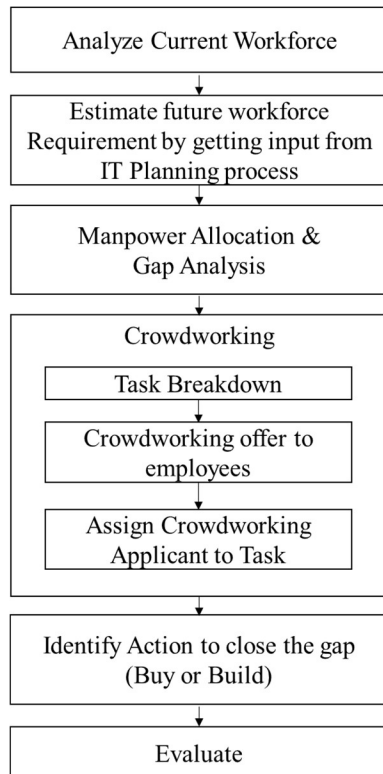 Analyze Current Workforce
Estimate future workforce
Requirement by getting input from
IT Planning process
Manpower Allocation &
Gap Analysis
Crowdworking
Task Breakdown
Crowdworking offer to
employees
Assign Crowdworking
Applicant to Task
Identify Action to close the gap
(Buy or Build)
Evaluate